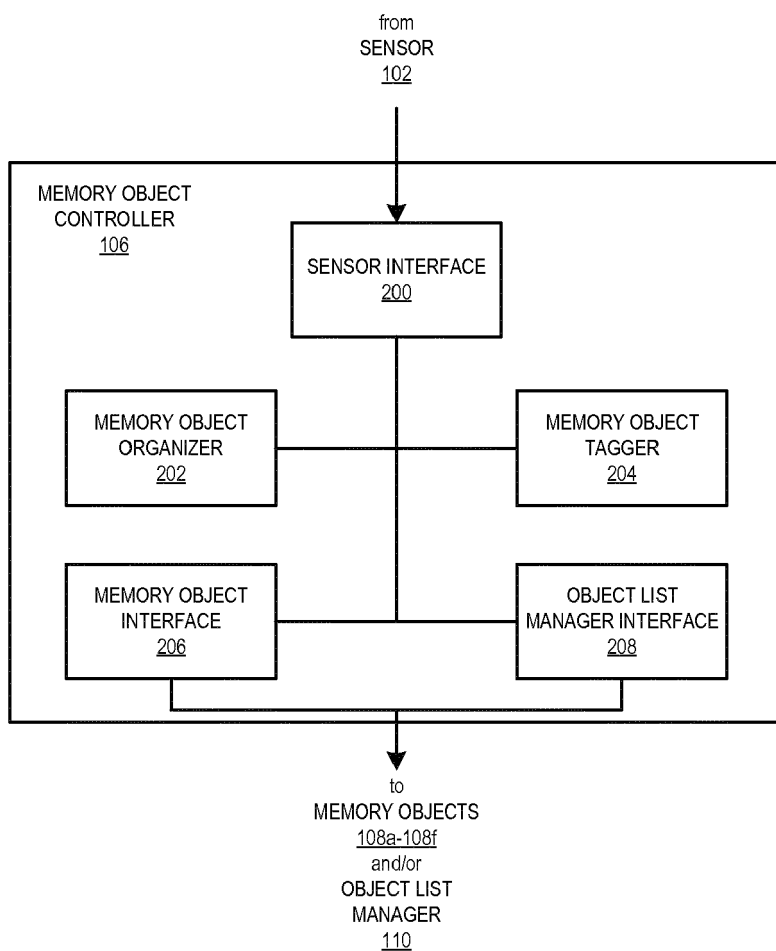 from
SENSOR
102
MEMORY OBJECT
CONTROLLER
106
SENSOR INTERFACE
200
MEMORY OBJECT
ORGANIZER
202
MEMORY OBJECT
TAGGER
204
MEMORY OBJECT
INTERFACE
206
OBJECT LIST
MANAGER INTERFACE
208
to
MEMORY OBJECTS
108a-108f
and/or
OBJECT LIST
MANAGER
110